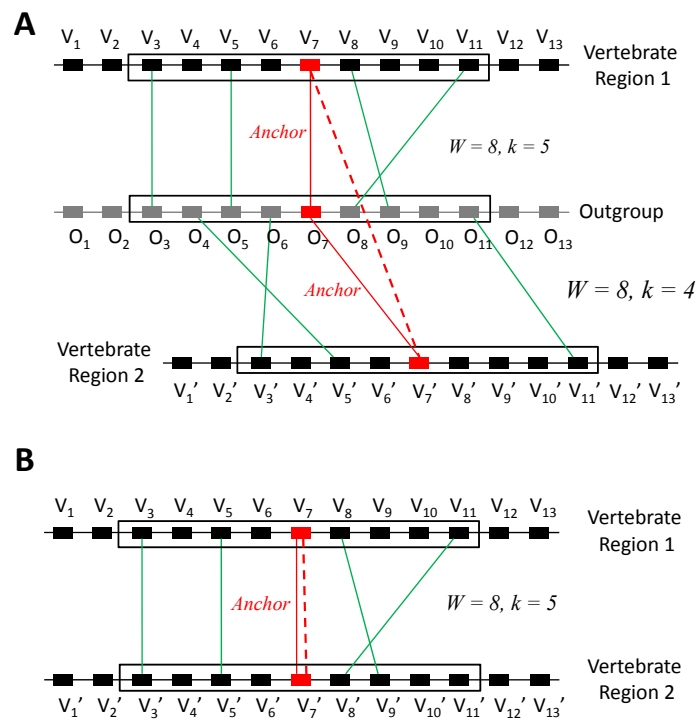 A
V₁ V₂ V₃ V₄ V₅ V₆ V₇ V₈ V₉ V₁₀ V₁₁ V₁₂ V₁₃
Vertebrate
Region 1
Anchor
W = 8, k = 5
Outgroup
O₁ O₂ O₃ O₄ O₅ O₆ O₇ O₈ O₉ O₁₀ O₁₁ O₁₂ O₁₃
Anchor
W = 8, k = 4
Vertebrate
Region 2
V₁' V₂' V₃' V₄' V₅' V₆' V₇' V₈' V₉' V₁₀' V₁₁' V₁₂' V₁₃'
B
V₁ V₂ V₃ V₄ V₅ V₆ V₇ V₈ V₉ V₁₀ V₁₁ V₁₂ V₁₃
Vertebrate
Region 1
Anchor
W = 8, k = 5
Vertebrate
Region 2
V₁' V₂' V₃' V₄' V₅' V₆' V₇' V₈' V₉' V₁₀' V₁₁' V₁₂' V₁₃'